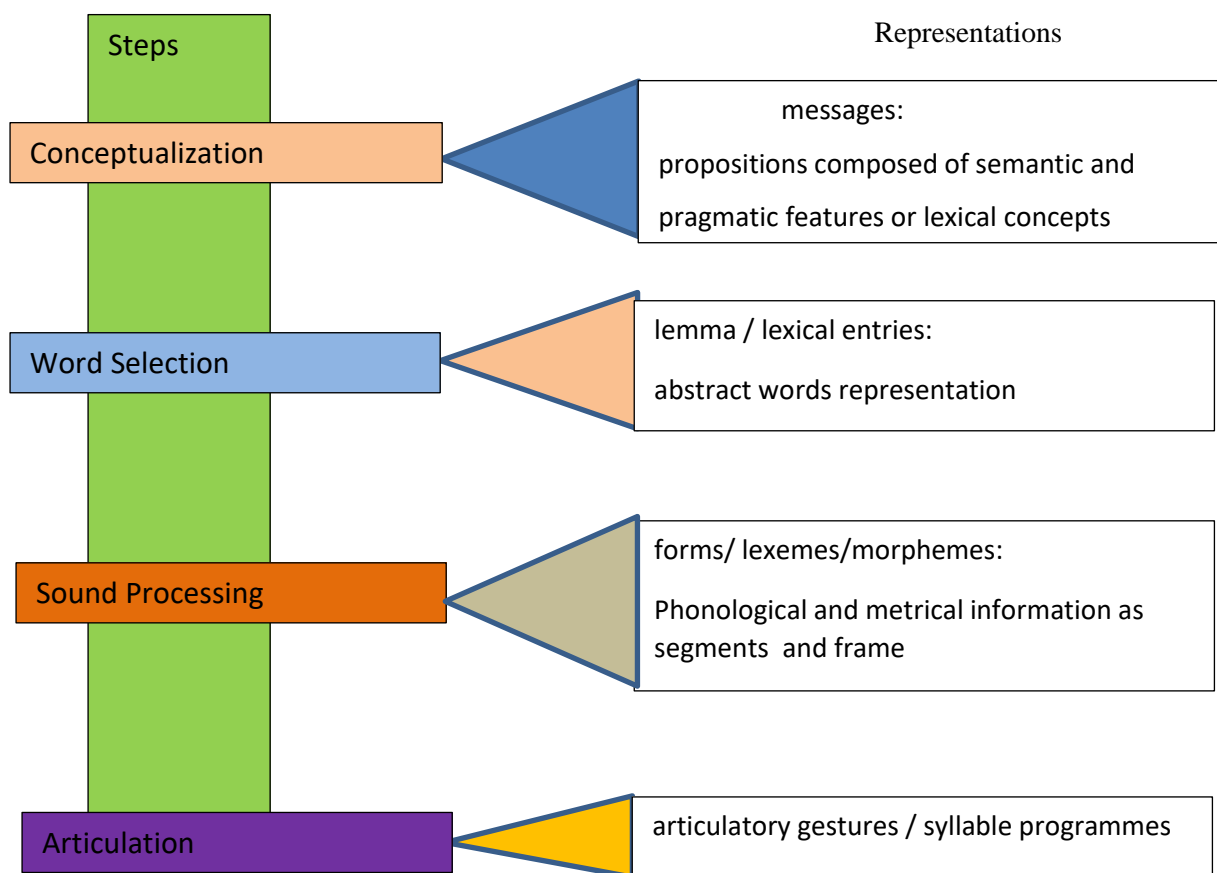 Steps
Representations
Conceptualization
messages:
propositions composed of semantic and
pragmatic features or lexical concepts
Word Selection
lemma / lexical entries:
abstract words representation
Sound Processing
forms/ lexemes/morphemes:
Phonological and metrical information as
segments and frame
Articulation
articulatory gestures / syllable programmes